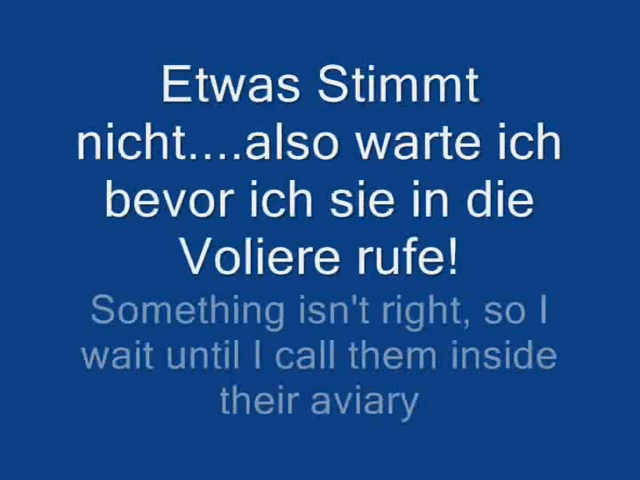 Etwas Stimmt
nicht....also warte ich
bevor ich sie in die
Voliere rufe!
Something isn't right, so I
wait until I call them inside
their aviary